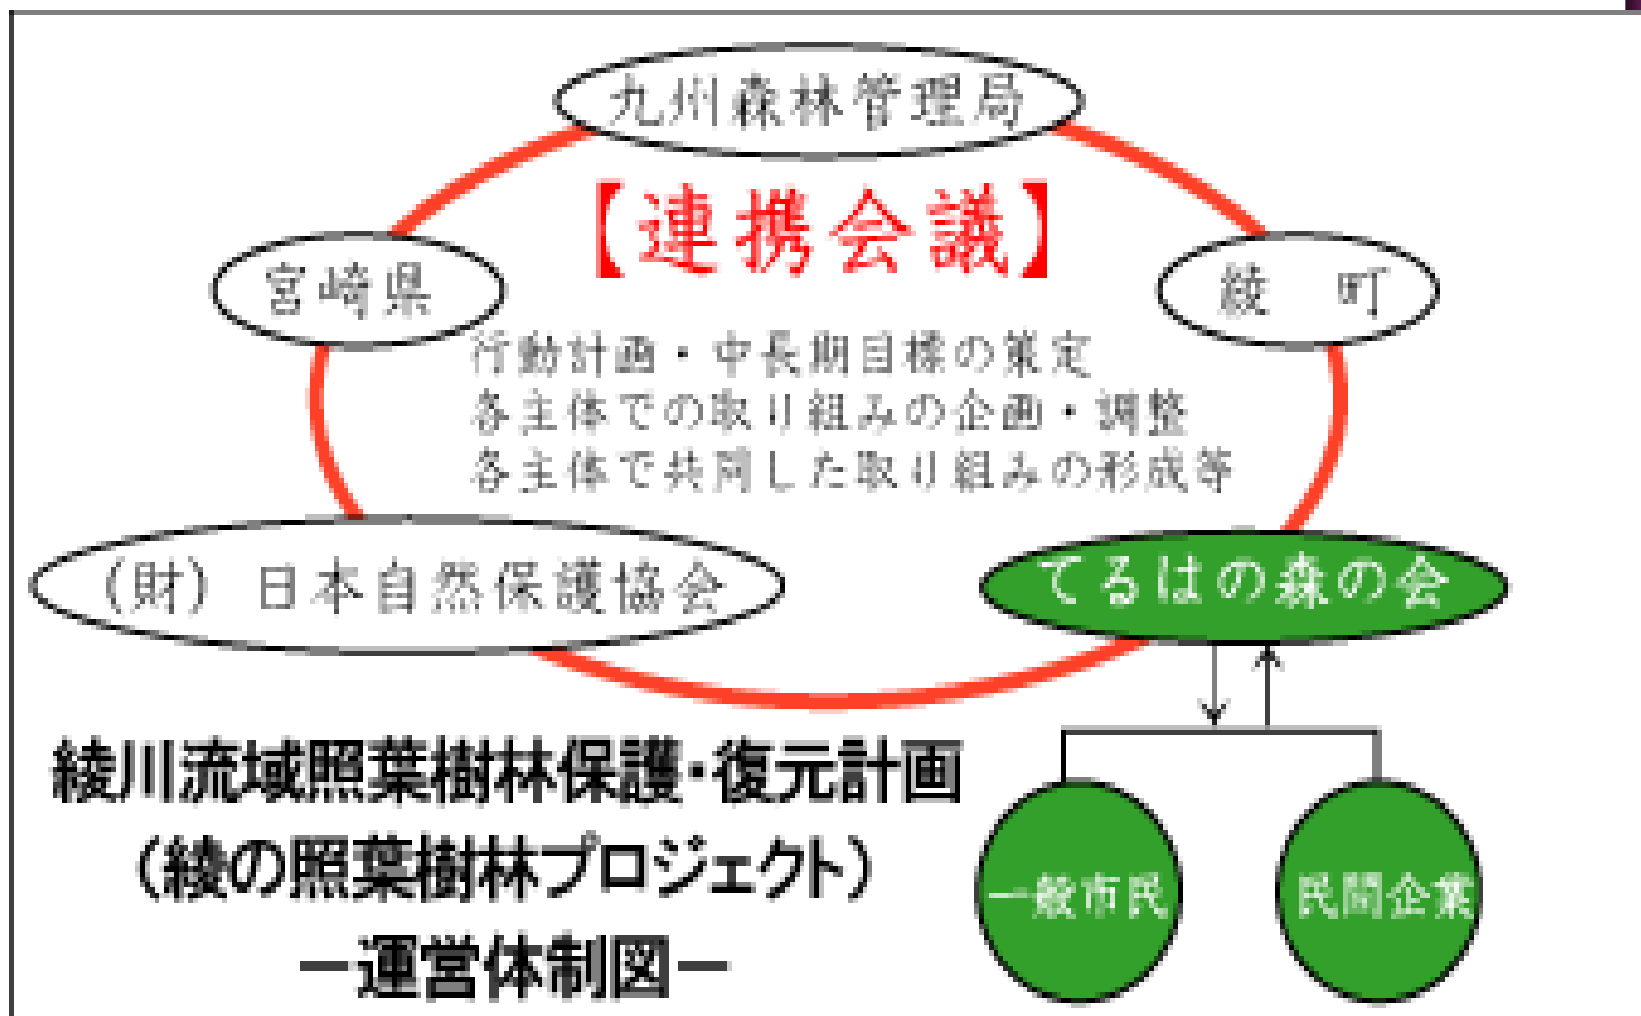 九州森林管理局
【連携会議】
宮崎県
綾　町
行動計画・中長期目標の策定
各主体での取り組みの企画・調整
各主体で共同した取り組みの形成等
(財) 日本自然保護協会
てるはの森の会
綾川流域照葉樹林保護・復元計画
（綾の照葉樹林プロジェクト）
－運営体制図－
一般市民
民間企業